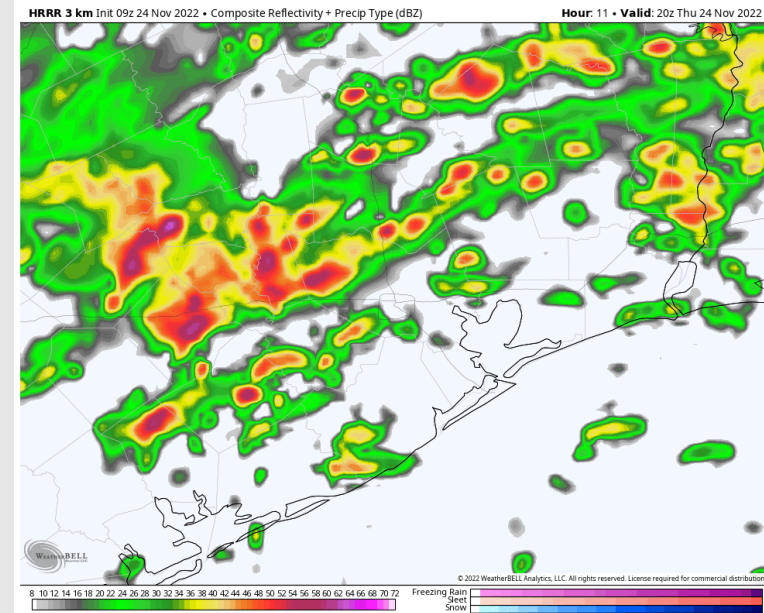 HRRR 3 km Init 09z 24 Nov 2022 • Composite Reflectivity + Precip Type (dBZ)
Hour: 11 • Valid: 20z Thu 24 Nov 2022
WeatherBELL
© 2022 WeatherBELL Analytics, LLC. All rights reserved. License required for commercial distribution
8 10 12 14 16 18 20 22 24 26 28 30 32 34 36 38 40 42 44 46 48 50 52 54 56 58 60 62 64 66 68 70 72
Freezing Rain
Sleet
Snow